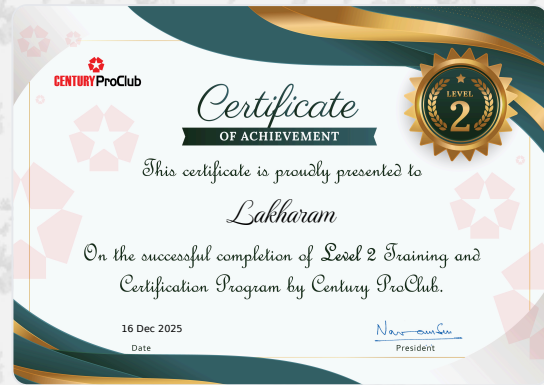 CENTURY ProClub
LEVEL
2
Certificate
OF ACHIEVEMENT
This certificate is proudly presented to
Lakharam
On the successful completion of Level 2 Training and
Certification Program by Century ProClub.
16 Dec 2025
Date
President